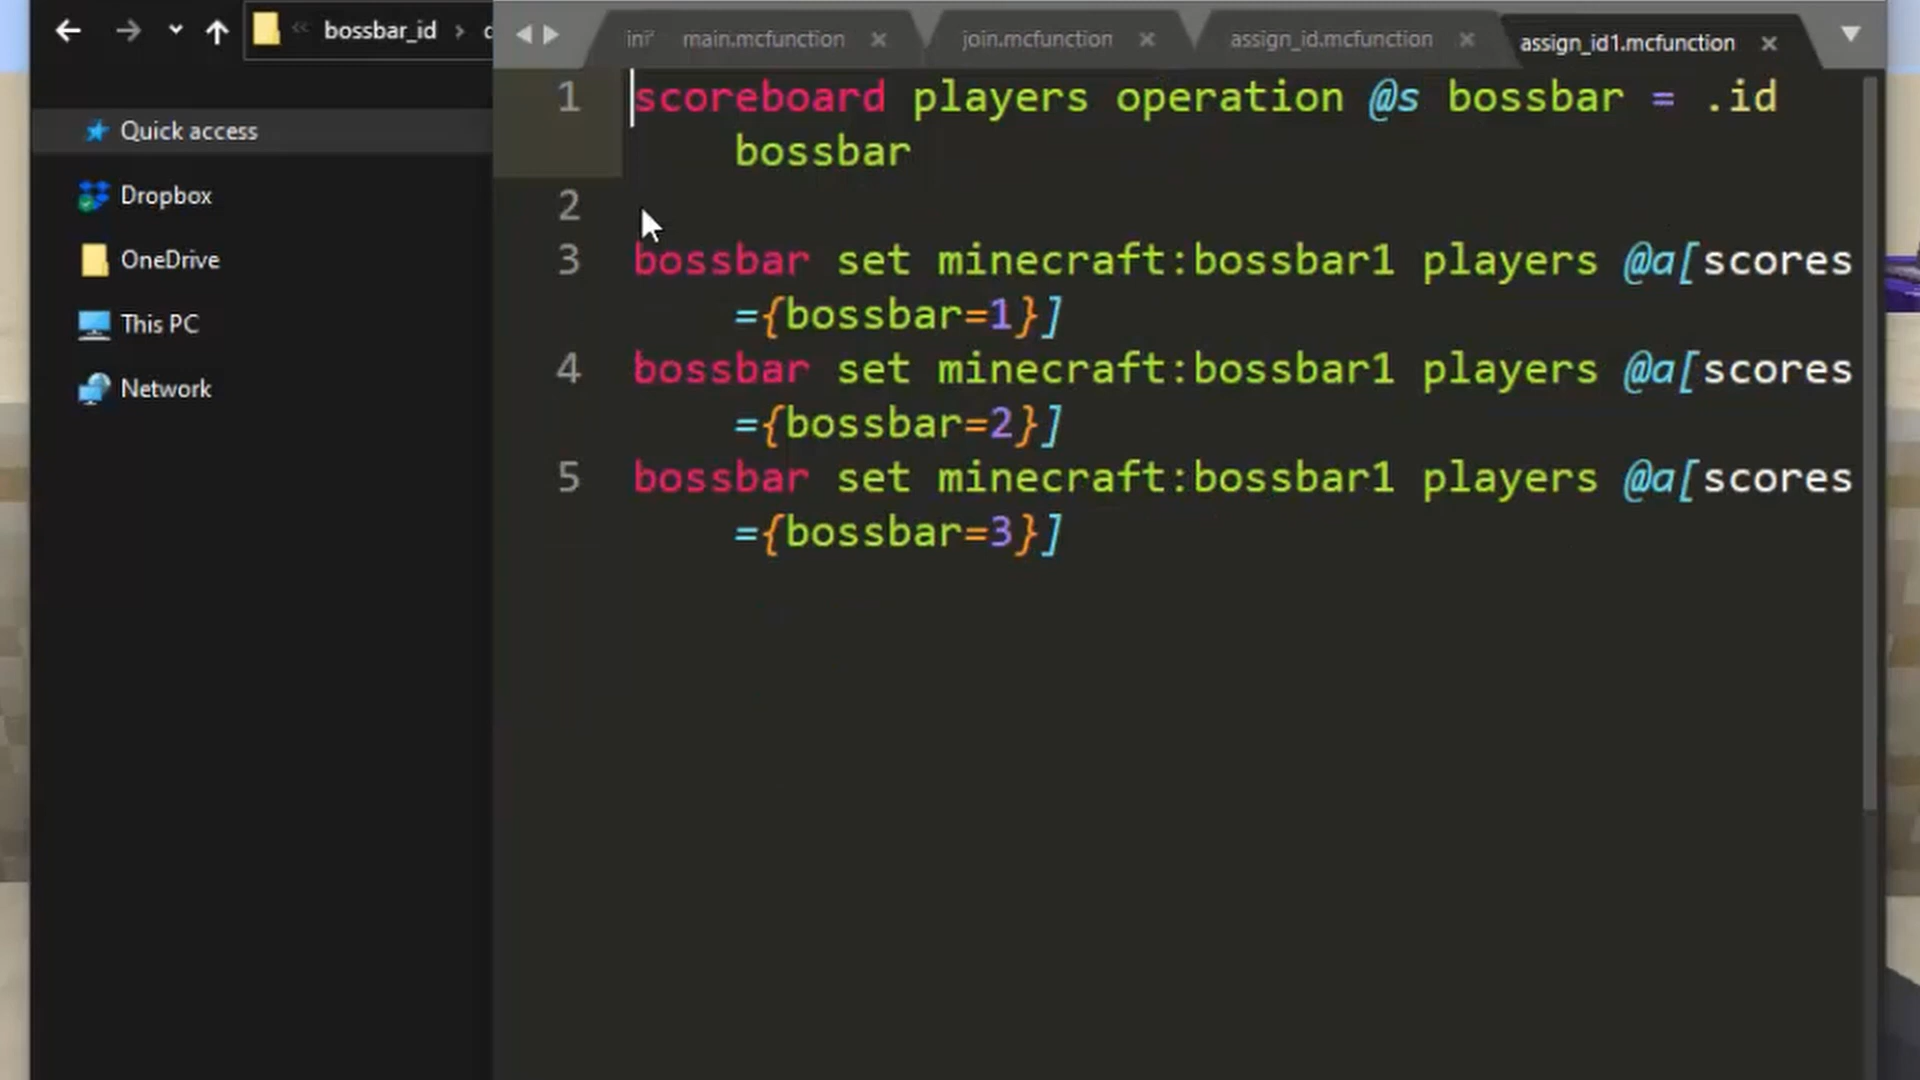 bossbar_id
main.mcfunction
join.mcfunction
assign_id.mcfunction
assign_id1.mcfunction
Quick access
Dropbox
OneDrive
This PC
Network
1 scoreboard players operation @s bossbar = .id
bossbar
2
3 bossbar set minecraft:bossbar1 players @a[scores
={bossbar=1}]
4 bossbar set minecraft:bossbar1 players @a[scores
={bossbar=2}]
5 bossbar set minecraft:bossbar1 players @a[scores
={bossbar=3}]